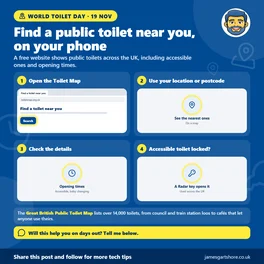 WORLD TOILET DAY · 19 NOV
Find a public toilet near you,
on your phone
A free website shows public toilets across the UK, including accessible
ones and opening times.
1 Open the Toilet Map
2 Use your location or postcode
Find a public toilet near you
Search
See the nearest
3 Check the details
4 Accessible toilet locked?
Opening times
A Radar key opens it
The Great British Public Toilet Map lists over 14,000 toilets, from council and train station loos to cafés that let
anyone use theirs.
Will this help you on days out? Tell me below.
Share this post and follow for more tech tips
jamesgartshore.co.uk